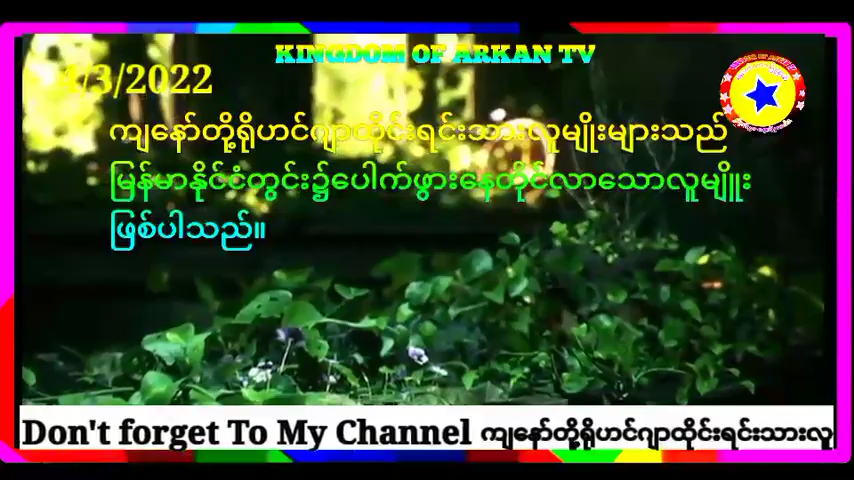 KINGDOM OF ARKAN TV
/3/2022
ကျနော်တို့ရိုဟင်ဂျာထိုင်းရင်းသားလူမျိုးများသည်
မြန်မာနိုင်ငံတွင်း၌ပေါက်ဖွားနေတိုင်လာသောလူမျိူး
ဖြစ်ပါသည်။
Don't forget To My Channel ကျနော်တို့ရိုဟင်ဂျာထိုင်းရင်းသားလူ